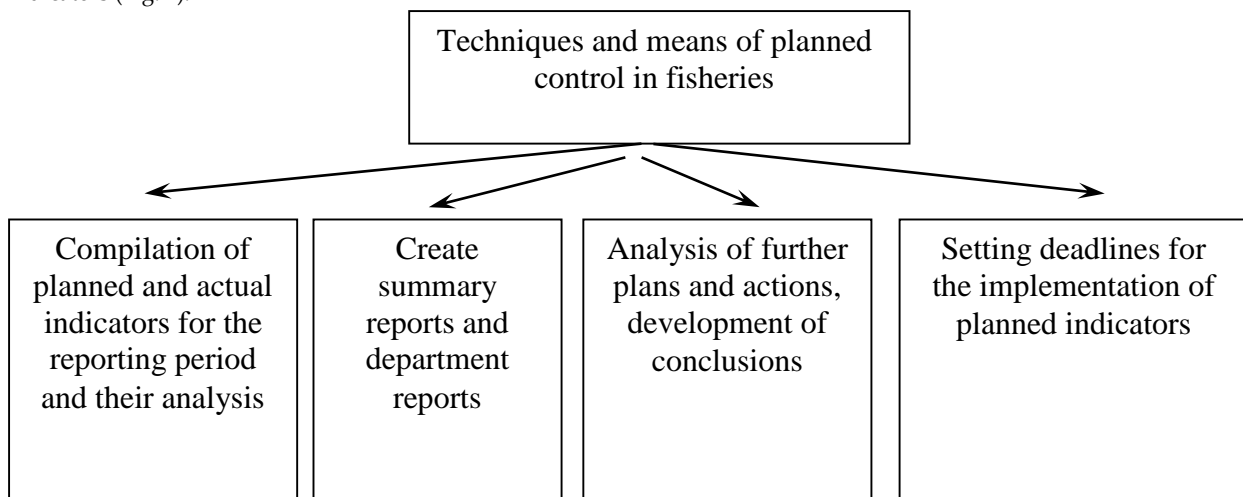 Techniques and means of planned
control in fisheries
Compilation of
planned and actual
indicators for the
reporting period
and their analysis
Create
summary
reports and
department
reports
Analysis of further
plans and actions,
development of
conclusions
Setting deadlines for
the implementation of
planned indicators